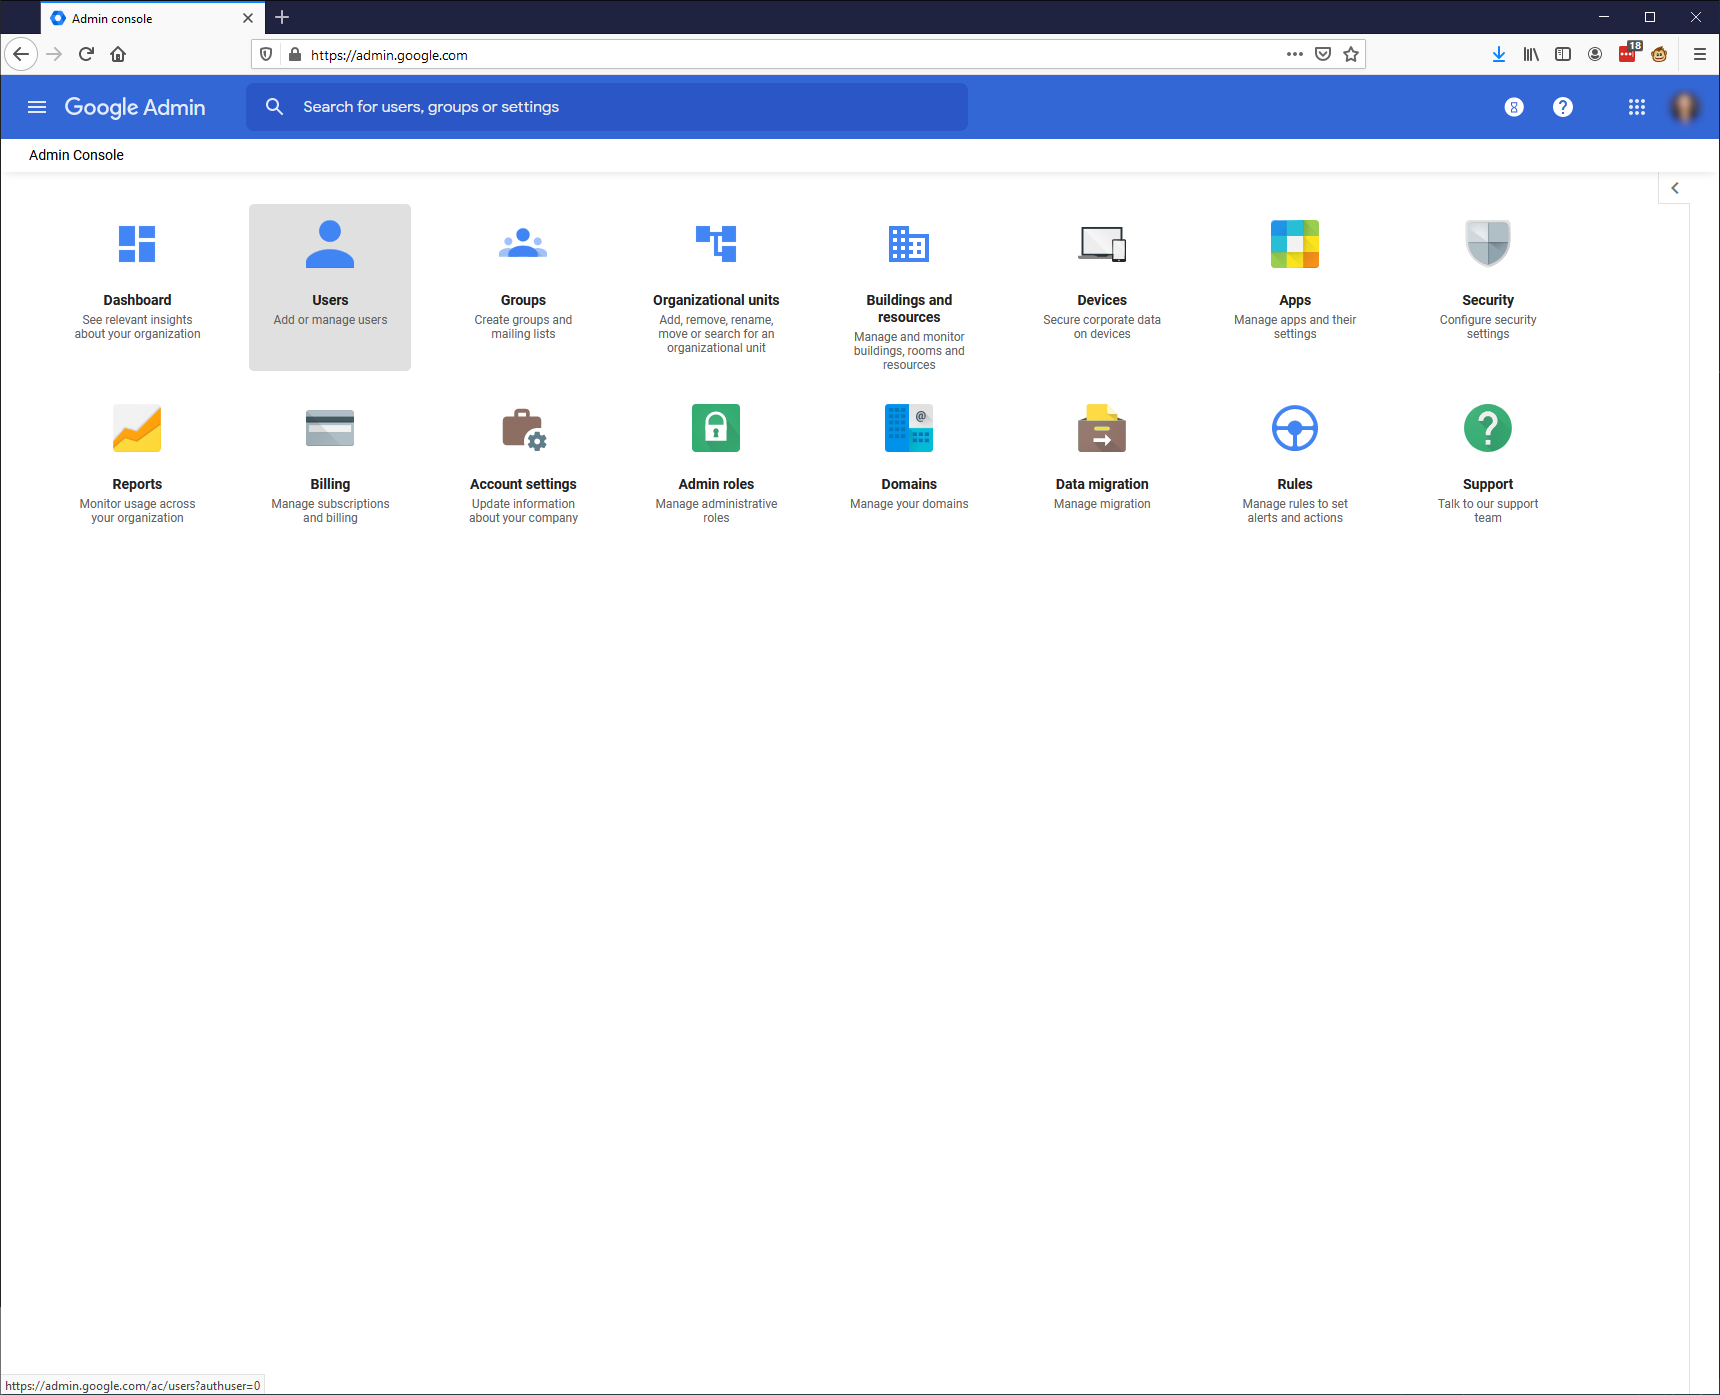 Admin console
https://admin.google.com
18
Google Admin
Search for users, groups or settings
Admin Console
Dashboard
See relevant insights
about your organization
Users
Add or manage users
Groups
Create groups and
mailing lists
Organizational units
Add, remove, rename,
move or search for an
organizational unit
Buildings and
resources
Manage and monitor
buildings, rooms and
resources
Devices
Secure corporate data
on devices
Apps
Manage apps and their
settings
Security
Configure security
settings
Reports
Monitor usage across
your organization
Billing
Manage subscriptions
and billing
Account settings
Update information
about your company
Admin roles
Manage administrative
roles
@
Domains
Manage your domains
Data migration
Manage migration
Rules
Manage rules to set
alerts and actions
Support
Talk to our support
team
https://admin.google.com/ac/users?authuser=0